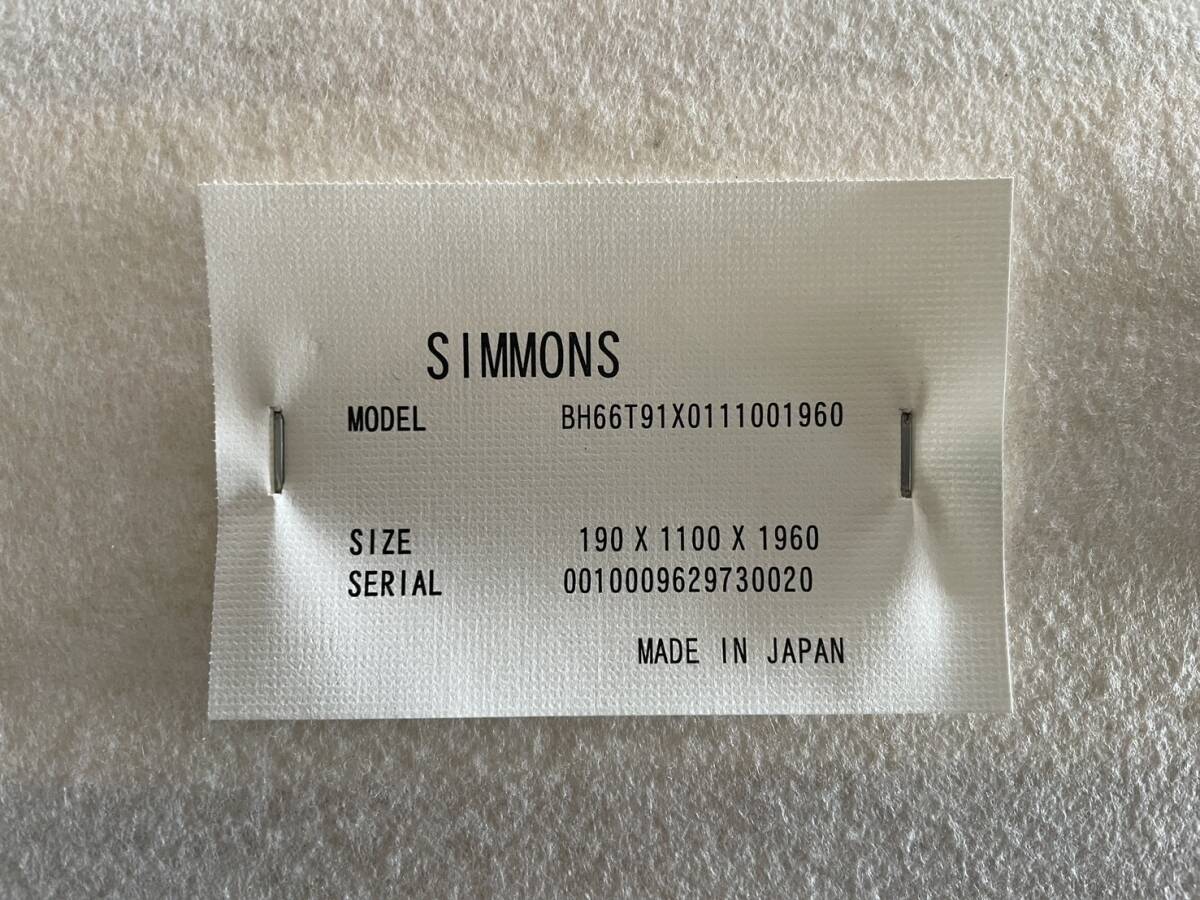 SIMMONS
MODEL BH66T91X0111001960
SIZE 190 X 1100 X 1960
SERIAL 0010009629730020
MADE IN JAPAN